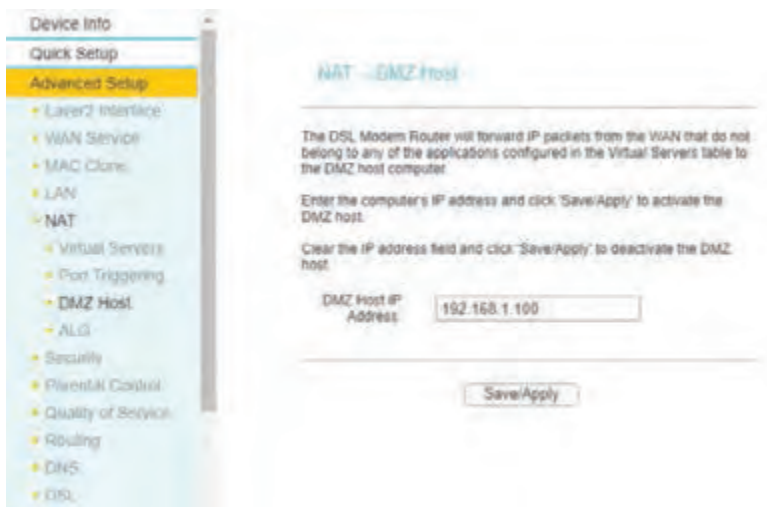 Device Info
Quick Setup
Advanced Setup
Layer2 Interface
WAN Service
MAC Clone
LAN
NAT
Virtual Servers
Port Triggering
DMZ Host
ALG
Security
Parental Control
Quality of Service
Routing
DNS
DSL
NAT -- DMZ Host
The DSL Modem Router will forward IP packets from the WAN that do not
belong to any of the applications configured in the Virtual Servers table to
the DMZ host computer
Enter the computer's IP address and click 'Save/Apply' to activate the
DMZ host.
Clear the IP address field and click 'Save/Apply' to deactivate the DMZ
host
DMZ Host IP
Address
192.168.1.100
Save/Apply